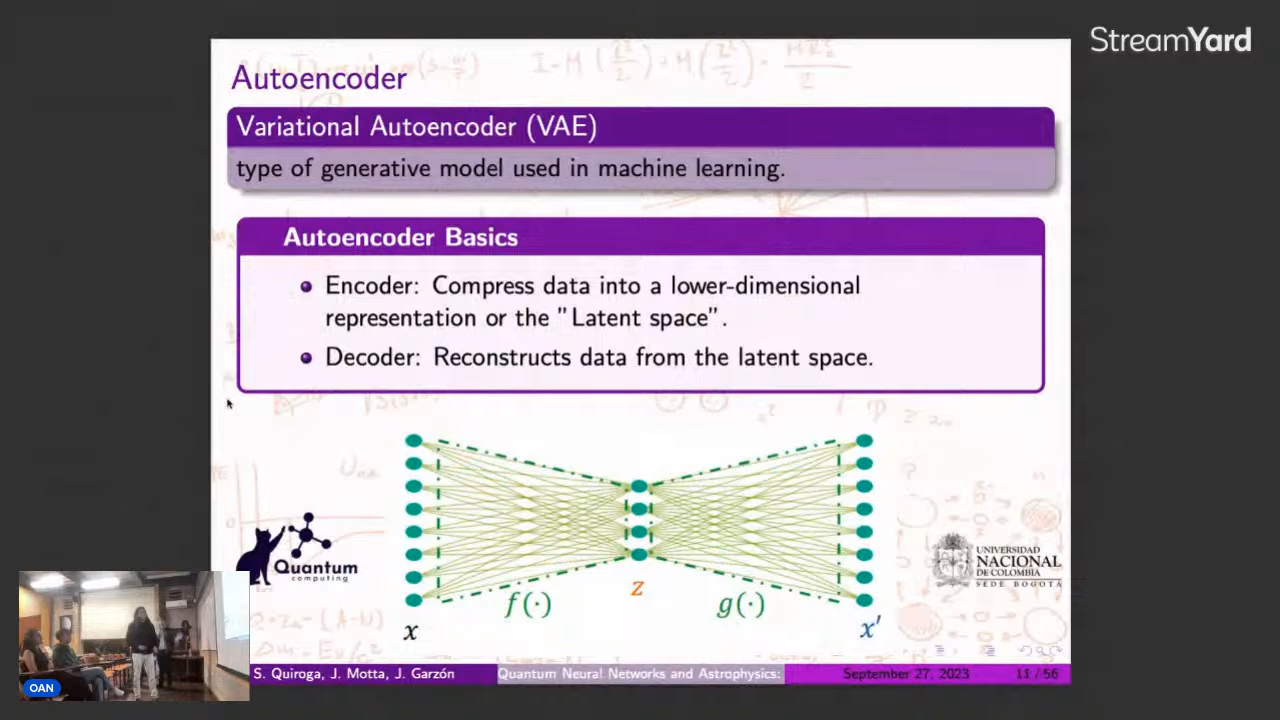 StreamYard
Autoencoder
Variational Autoencoder (VAE)
type of generative model used in machine learning.
Autoencoder Basics
Encoder: Compress data into a lower-dimensional
representation or the "Latent space".
Decoder: Reconstructs data from the latent space.
f(·)
z
g(·)
x
x'
Quantum
computing
UNIVERSIDAD
NACIONAL
DE COLOMBIA
SEDE BOGOTÁ
OAN
S. Quiroga, J. Motta, J. Garzón
Quantum Neural Networks and Astrophysics:
September 27, 2023
11 / 56